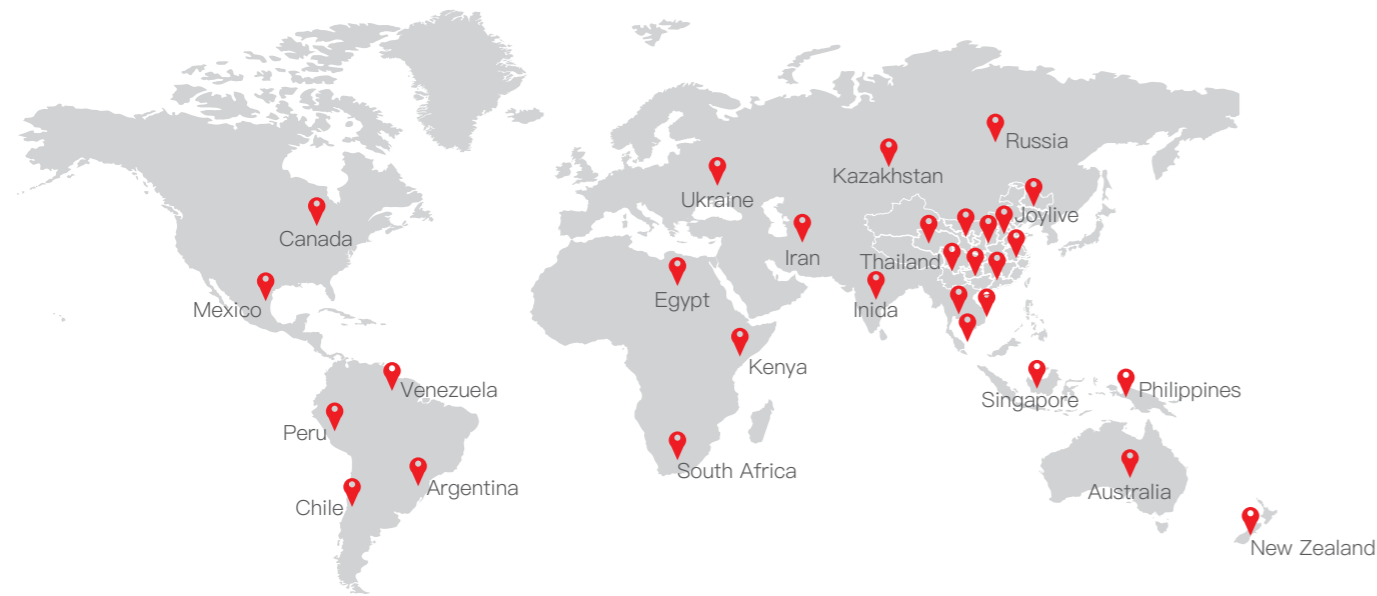 Russia
Kazakhstan
Ukraine
Joylive
Canada
Iran
Thailand
Egypt
Mexico
Inida
Kenya
Venezuela
Philippines
Singapore
Peru
South Africa
Argentina
Australia
Chile
New Zealand